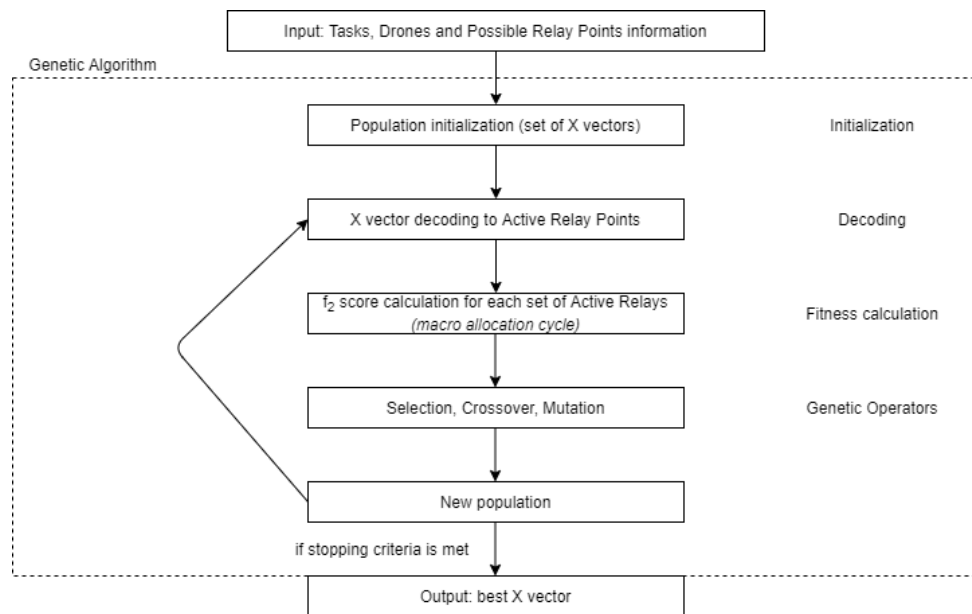 Input: Tasks, Drones and Possible Relay Points information
Genetic Algorithm
Population initialization (set of X vectors)
Initialization
X vector decoding to Active Relay Points
Decoding
f₂ score calculation for each set of Active Relays
(macro allocation cycle)
Fitness calculation
Selection, Crossover, Mutation
Genetic Operators
New population
if stopping criteria is met
Output: best X vector